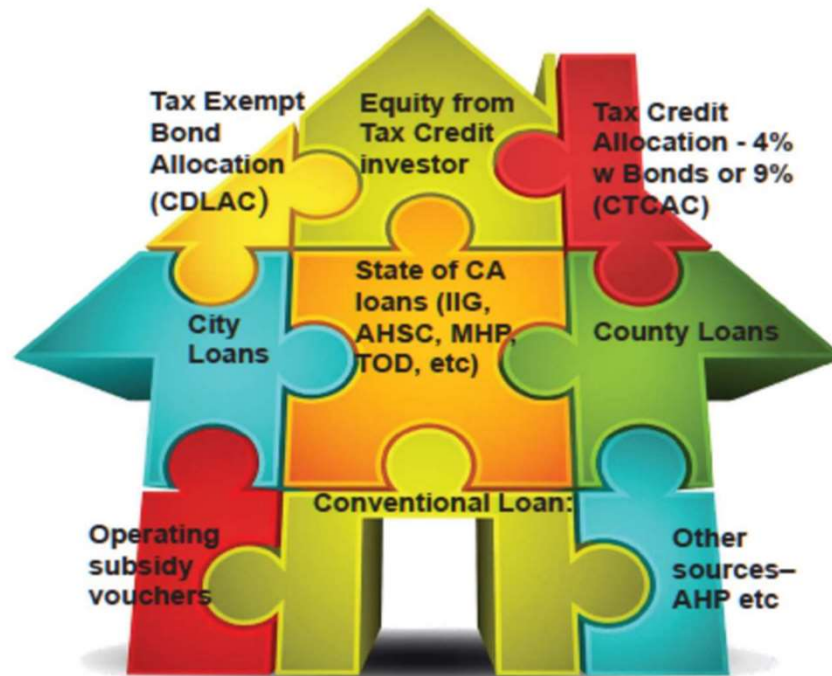 Tax Exempt
Bond
Allocation
(CDLAC)
Equity from
Tax Credit
investor
Tax Credit
Allocation - 4%
w Bonds or 9%
(CTCAC)
City
Loans
State of CA
loans (IIG,
AHSC, MHP,
TOD, etc)
County Loans
Operating
subsidy
vouchers
Conventional Loan:
Other
sources–
AHP etc